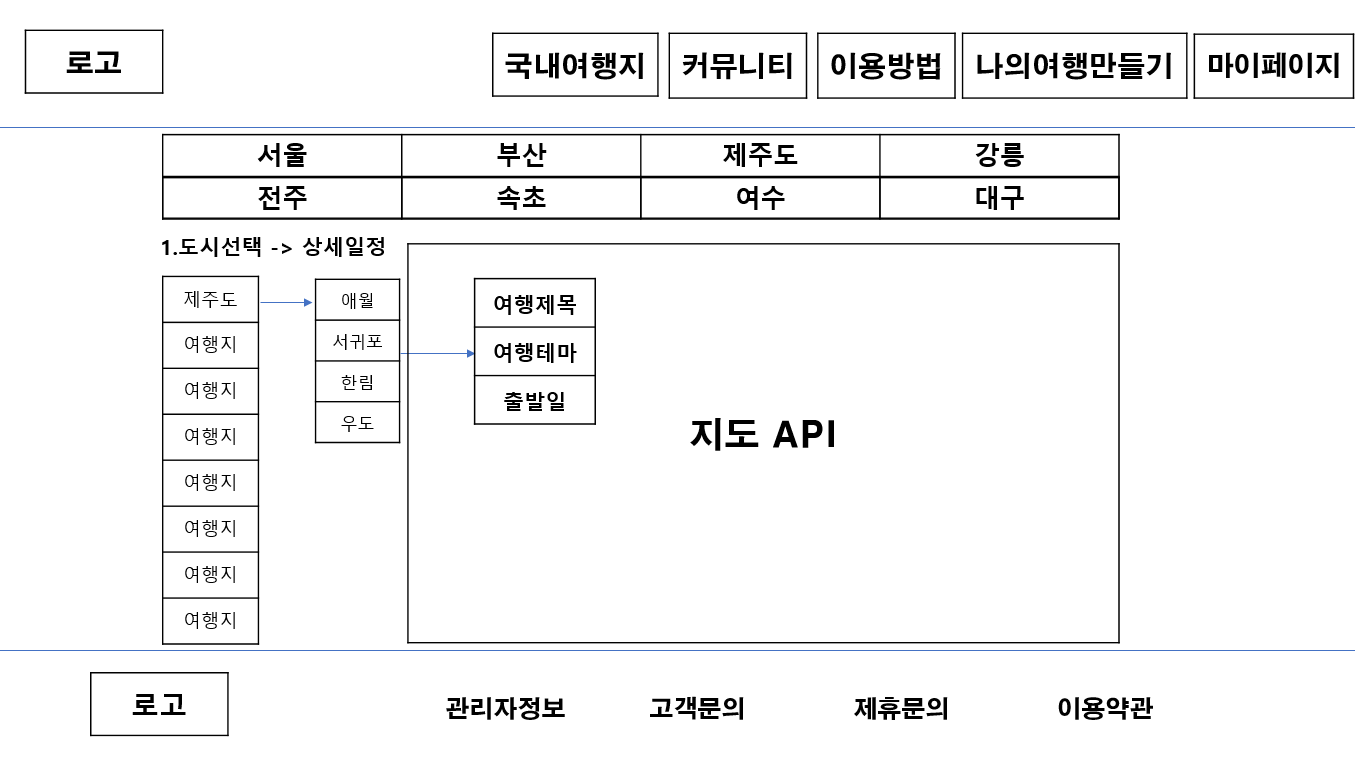 로고
국내여행지
커뮤니티
이용방법
나의여행만들기
마이페이지
서울 부산 제주도 강릉
전주 속초 여수 대구
1.도시선택 -> 상세일정
제주도
여행지
여행지
여행지
여행지
여행지
여행지
여행지
애월
서귀포
한림
우도
여행제목
여행테마
출발일
지도 API
로고
관리자정보
고객문의
제휴문의
이용약관